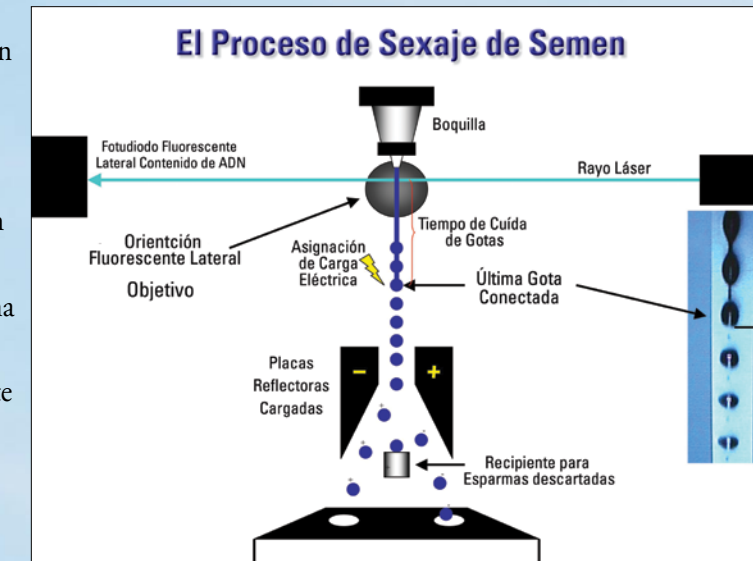 El Proceso de Sexaje de Semen
Boquilla
Fotudiodo Fluorescente
Lateral Contenido de ADN
Rayo Láser
Orientción
Fluorescente Lateral
Objetivo
Tiempo de Cuída
de Gotas
Asignación
de Carga
Eléctrica
Última Gota
Conectada
Placas
Reflectoras
Cargadas
–
+
Recipiente para
Esparmas descartadas